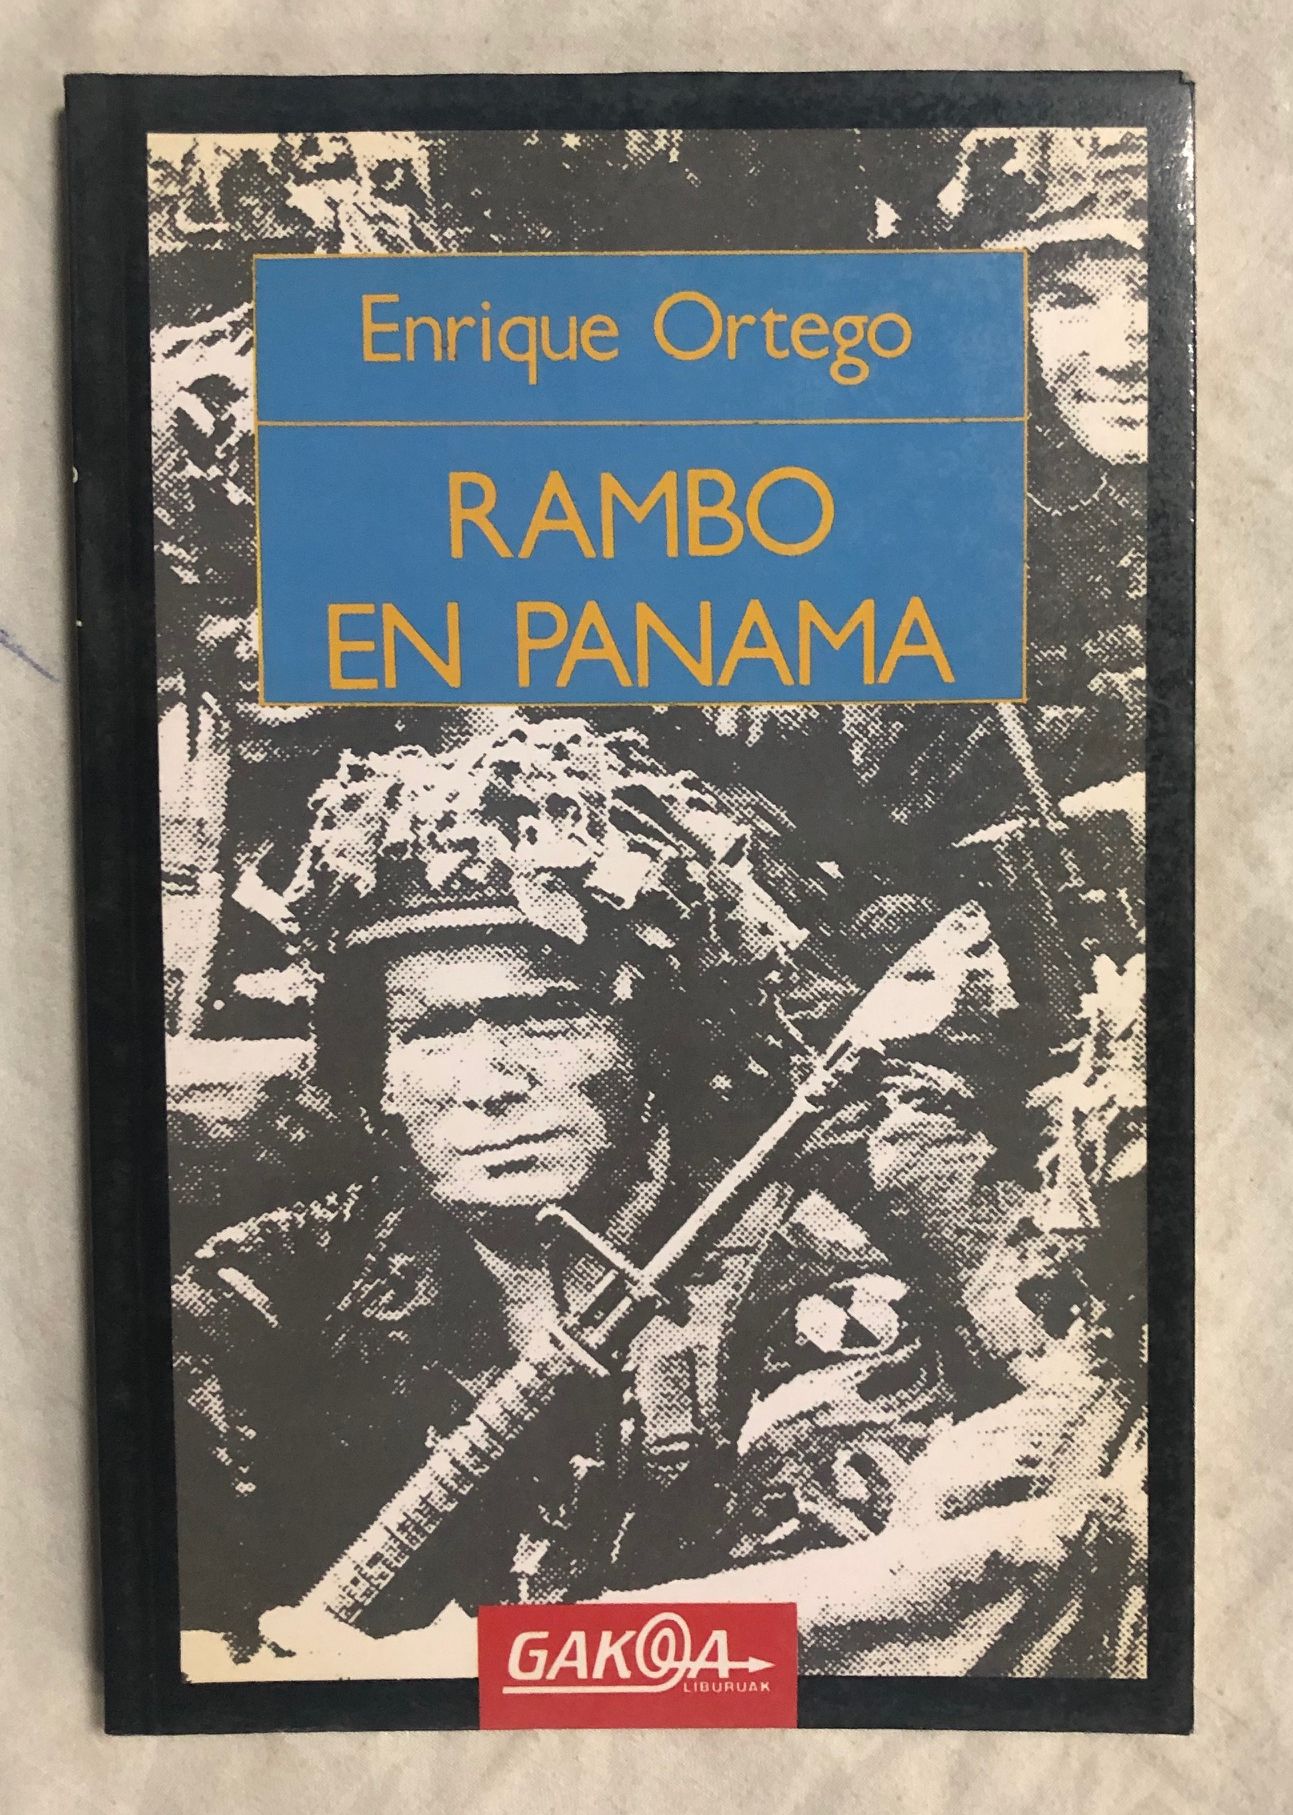 Enrique Ortego
RAMBO
EN PANAMA
GAKOA
LIBURUAK